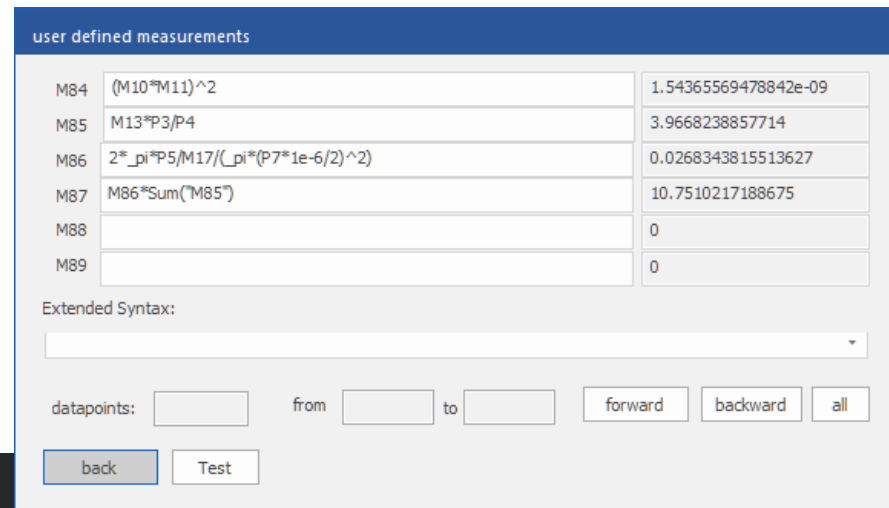 user defined measurements
M84 (M10*M11)^2 1.54365569478842e-09
M85 M13*P3/P4 3.9668238857714
M86 2*_pi*P5/M17/(_pi*(P7*1e-6/2)^2) 0.0268343815513627
M87 M86*Sum("M85") 10.7510217188675
M88 0
M89 0
Extended Syntax:
datapoints: from to forward backward all
back Test